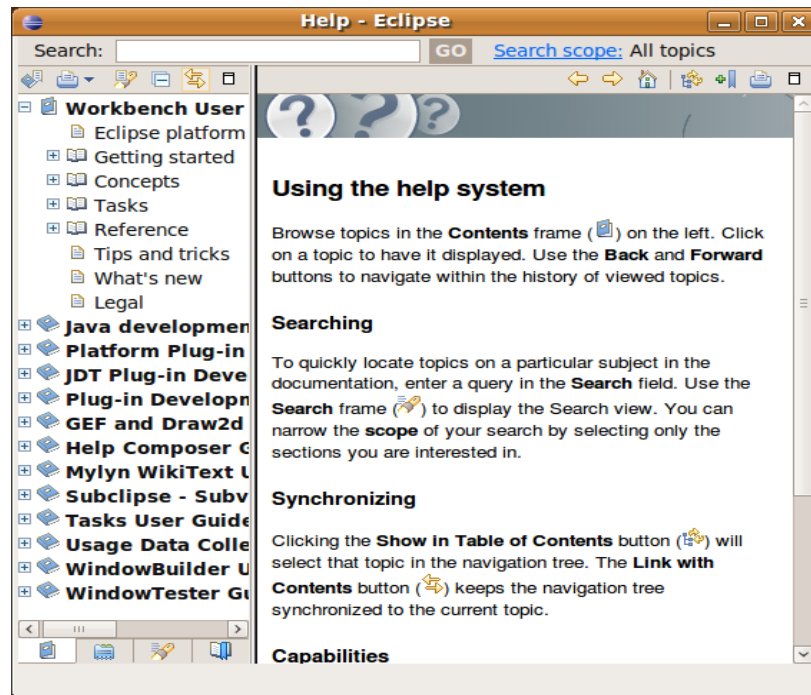 Help - Eclipse
Search:
GO
Search scope: All topics
Workbench User
Eclipse platform
Getting started
Concepts
Tasks
Reference
Tips and tricks
What's new
Legal
Java developmen
Platform Plug-in
JDT Plug-in Deve
Plug-in Developm
GEF and Draw2d
Help Composer G
Mylyn WikiText U
Subclipse - Subv
Tasks User Guide
Usage Data Colle
WindowBuilder U
WindowTester Gu
Using the help system
Browse topics in the Contents frame ( ) on the left. Click
on a topic to have it displayed. Use the Back and Forward
buttons to navigate within the history of viewed topics.
Searching
To quickly locate topics on a particular subject in the
documentation, enter a query in the Search field. Use the
Search frame ( ) to display the Search view. You can
narrow the scope of your search by selecting only the
sections you are interested in.
Synchronizing
Clicking the Show in Table of Contents button ( ) will
select that topic in the navigation tree. The Link with
Contents button ( ) keeps the navigation tree
synchronized to the current topic.
Capabilities